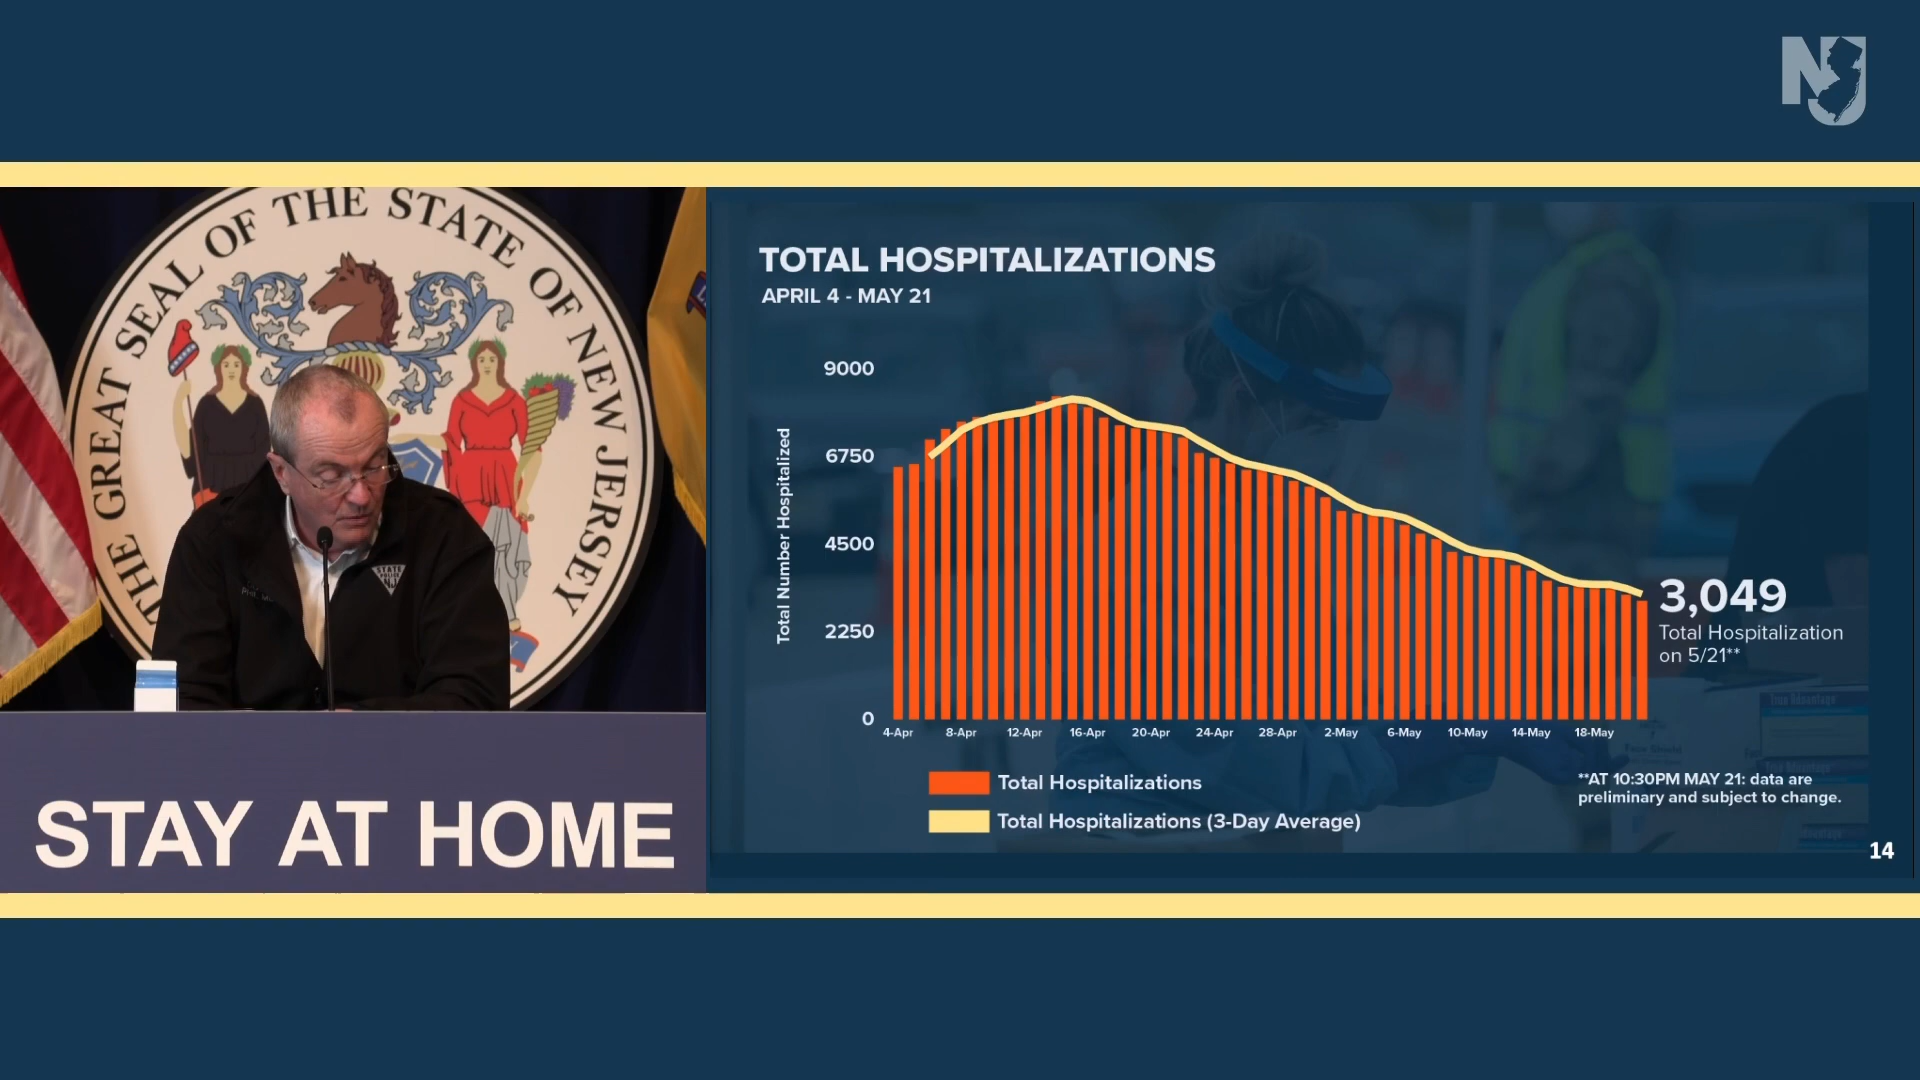 NJ
THE GREAT SEAL OF THE STATE OF NEW JERSEY
STATE
POLICE
NJ
STAY AT HOME
TOTAL HOSPITALIZATIONS
APRIL 4 - MAY 21
Total Number Hospitalized
9000
6750
4500
2250
0
4-Apr 8-Apr 12-Apr 16-Apr 20-Apr 24-Apr 28-Apr 2-May 6-May 10-May 14-May 18-May
3,049
Total Hospitalization
on 5/21**
Total Hospitalizations
Total Hospitalizations (3-Day Average)
**AT 10:30PM MAY 21: data are
preliminary and subject to change.
14